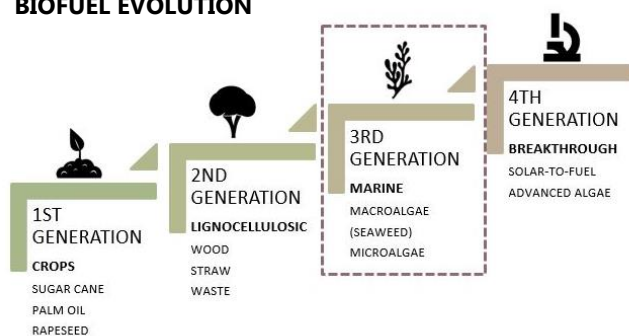 BIOFUEL EVOLUTION
1ST
GENERATION
CROPS
SUGAR CANE
PALM OIL
RAPESEED
2ND
GENERATION
LIGNOCELLULOSIC
WOOD
STRAW
WASTE
3RD
GENERATION
MARINE
MACROALGAE
(SEAWEED)
MICROALGAE
4TH
GENERATION
BREAKTHROUGH
SOLAR-TO-FUEL
ADVANCED ALGAE